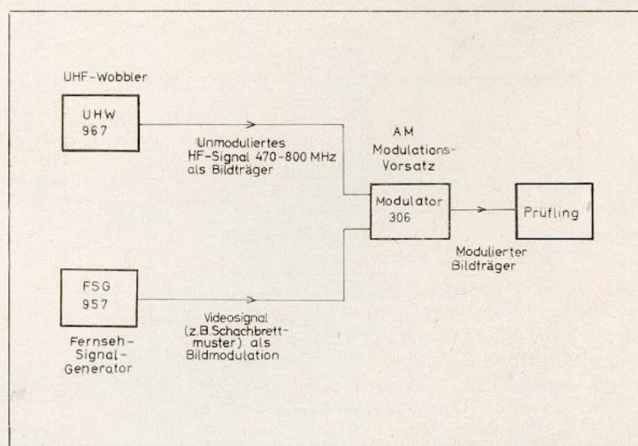 UHF-Wobbler
UHW
967
Unmoduliertes
HF-Signal 470-800 MHz
als Bildträger
AM
Modulations-
Vorsatz
Modulator
306
Prüfling
Modulierter
Bildträger
FSG
957
Fernseh-
Signal-
Generator
Videosignal
(z.B.Schachbrett-
muster) als
Bildmodulation